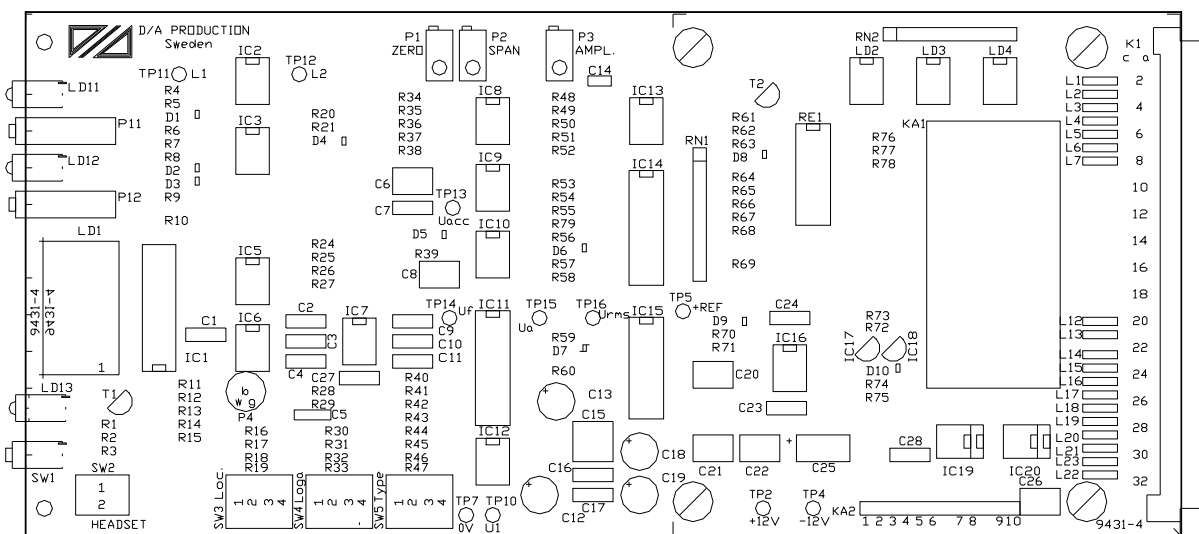 D/A PRODUCTION
Sweden
P1
ZERO
P2
SPAN
P3
AMPL.
C14
RN2
LD2 LD3 LD4
K1
c a
IC2
TP11 L1
TP12
L2
LD11
R4
R5
D1
R6
R7
R8
D2
D3
R9
R10
P11
LD12
P12
LD1
IC3
R20
R21
D4
R34
R35
R36
R37
R38
C6
C7
TP13
Uacc
D5
R39
C8
IC8
IC9
IC10
R48
R49
R50
R51
R52
R53
R54
R55
R79
R56
D6
R57
R58
IC13
IC14
RN1
T2
R61
R62
R63
D8
R64
R65
R66
R67
R68
R69
RE1
R76
R77
R78
KA1
L1
L2
L3
L4
L5
L6
L7
2
4
6
8
10
12
14
16
18
20
22
24
26
28
30
32
9431-4
9431-4
1
C1
IC1
IC5
IC6
R24
R25
R26
R27
C2
C3
C4
IC7
C27
R28
R29
C5
TP14 Uf
C9
C10
C11
IC11
TP15
Ua
TP16
Urms
R59
D7
R60
C13
IC15
TP5
+REF
D9
R70
R71
C20
C24
IC16
C23
R73
R72
IC17
IC18
D10
R74
R75
L12
L13
L14
L15
L16
L17
L18
L19
L20
L21
L23
L22
LD13
T1
R1
R2
R3
SW1
SW2
1
2
HEADSET
R11
R12
R13
R14
R15
b
w g
P4
R16
R17
R18
R19
R30
R31
R32
R33
R40
R41
R42
R43
R44
R45
R46
R47
SW3 Loc.
1 2 3 4
SW4 Loga
1 2 3 4
SW5 Type
1 2 3 4
IC12
TP7
0V
TP10
U1
C12
C15
C16
C17
C18
C19
C21
C22
C25
C28
IC19
IC20
C26
TP2
+12V
TP4
-12V
KA2
1 2 3 4 5 6 7 8 9 10
9431-4